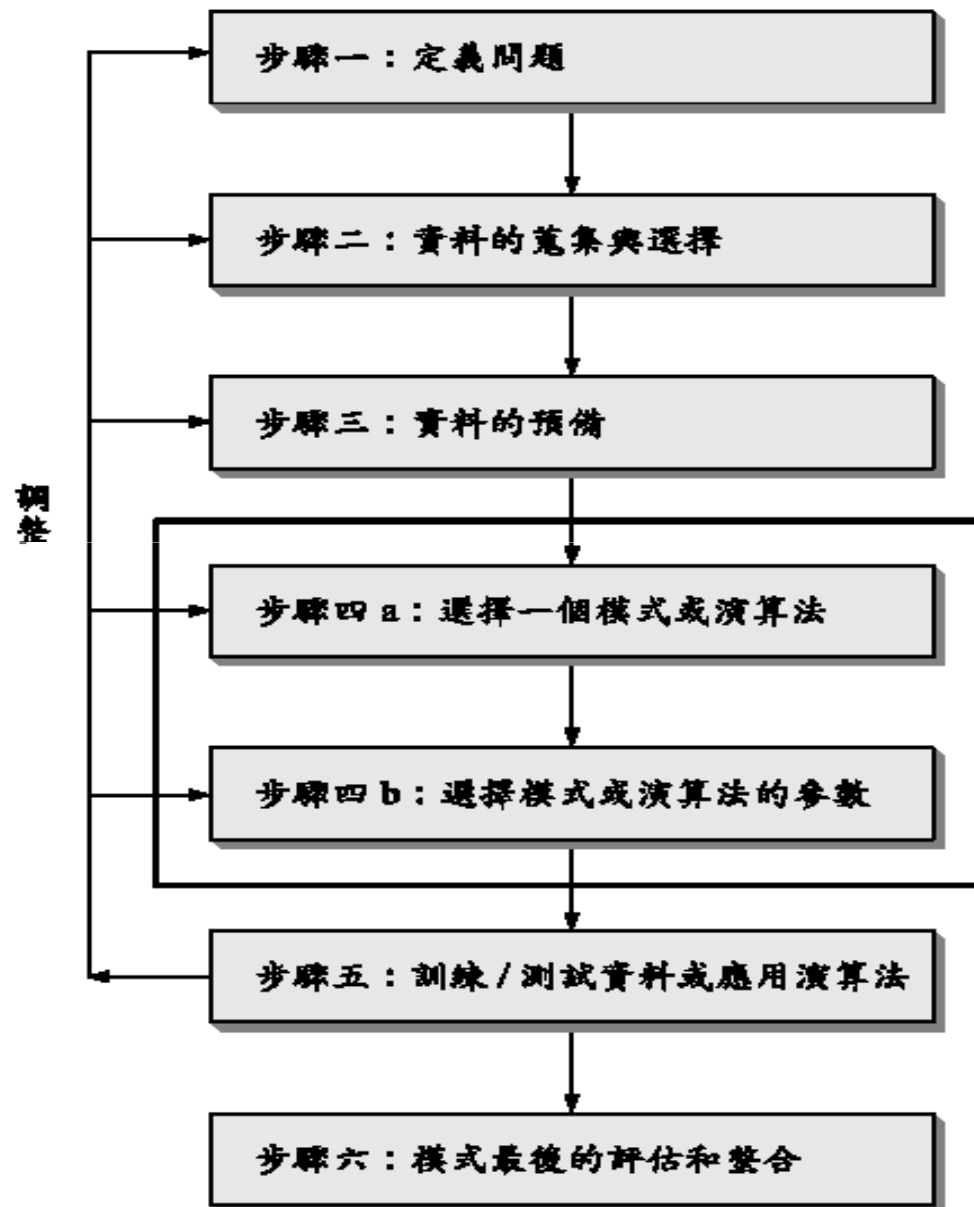 步驟一：定義問題
步驟二：資料的蒐集與選擇
步驟三：資料的預備
調
整
步驟四 a：選擇一個模式或演算法
步驟四 b：選擇模式或演算法的參數
步驟五：訓練/測試資料或應用演算法
步驟六：模式最後的評估和整合